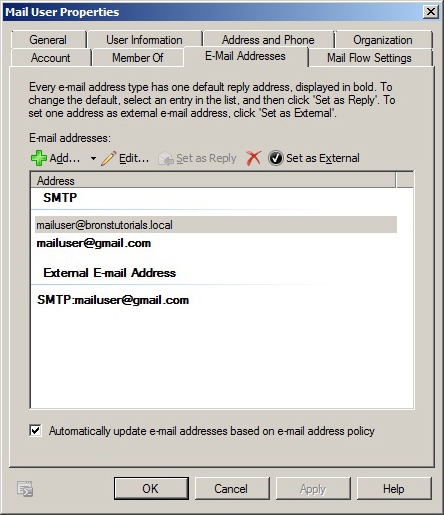 Mail User Properties
General User Information Address and Phone Organization
Account Member Of E-Mail Addresses Mail Flow Settings
Every e-mail address type has one default reply address, displayed in bold. To
change the default, select an entry in the list, and then click 'Set as Reply'. To
set one address as external e-mail address, click 'Set as External'.
E-mail addresses:
Add... Edit... Set as Reply Set as External
Address
SMTP
mailuser@bronstutorials.local
mailuser@gmail.com
External E-mail Address
SMTP:mailuser@gmail.com
Automatically update e-mail addresses based on e-mail address policy
OK Cancel Apply Help